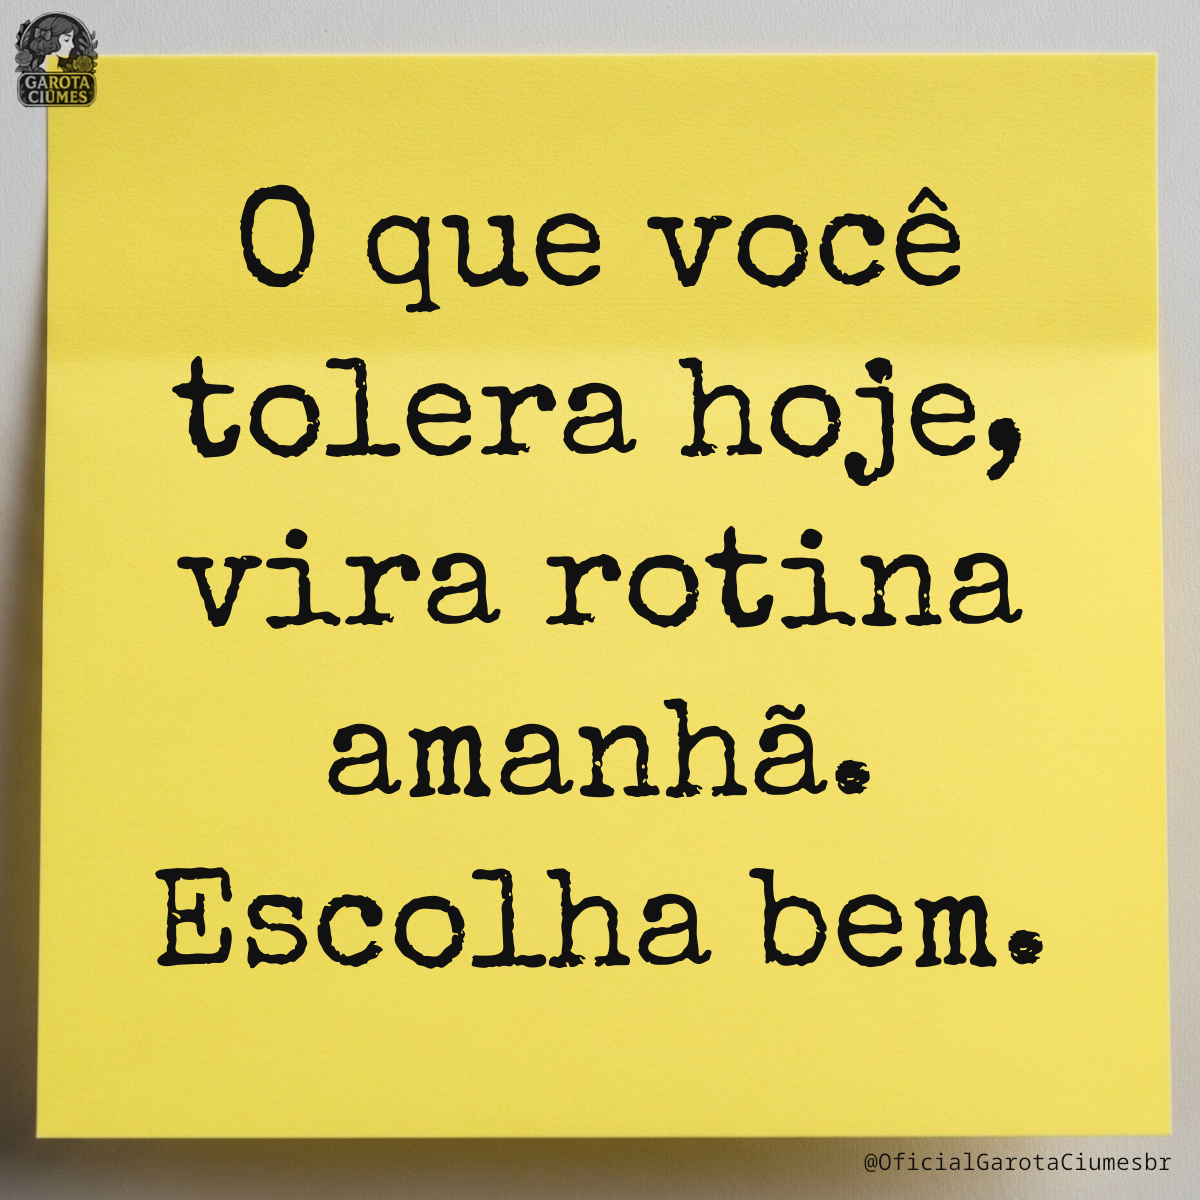 GAROTA
CIÚMES
O que você
tolera hoje,
vira rotina
amanhã.
Escolha bem.
@OficialGarotaCiumesbr